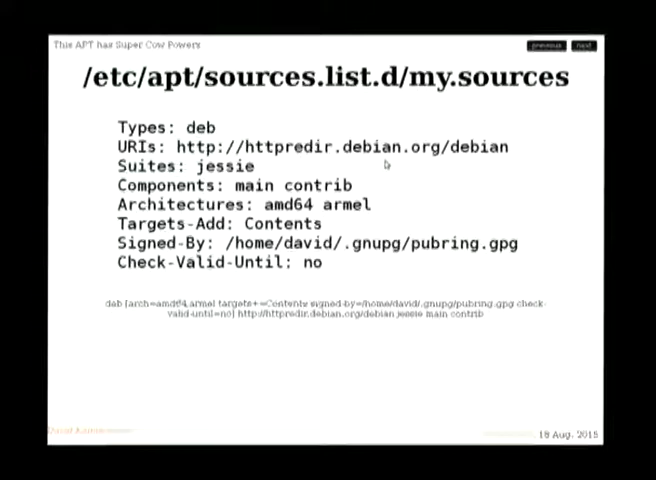 This APT has Super Cow Powers
previous next
/etc/apt/sources.list.d/my.sources
Types: deb
URIs: http://httpredir.debian.org/debian
Suites: jessie
Components: main contrib
Architectures: amd64 armel
Targets-Add: Contents
Signed-By: /home/david/.gnupg/pubring.gpg
Check-Valid-Until: no
deb [arch=amd64,armel targets+=Contents signed-by=/home/david/.gnupg/pubring.gpg check-
valid-until=no] http://httpredir.debian.org/debian jessie main contrib
David
18 Aug. 2015